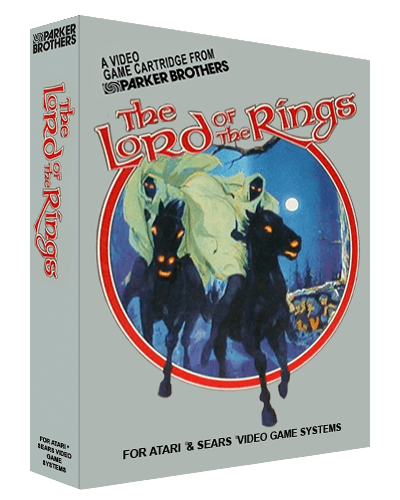 PARKER
BROTHERS
The
LORD
OF
The
Rings
FOR ATARI®
& SEARS VIDEO
GAME
SYSTEMS
A VIDEO
GAME CARTRIDGE FROM
PARKER BROTHERS
The
LORD OF
The Rings
FOR ATARI® & SEARS® VIDEO GAME SYSTEMS